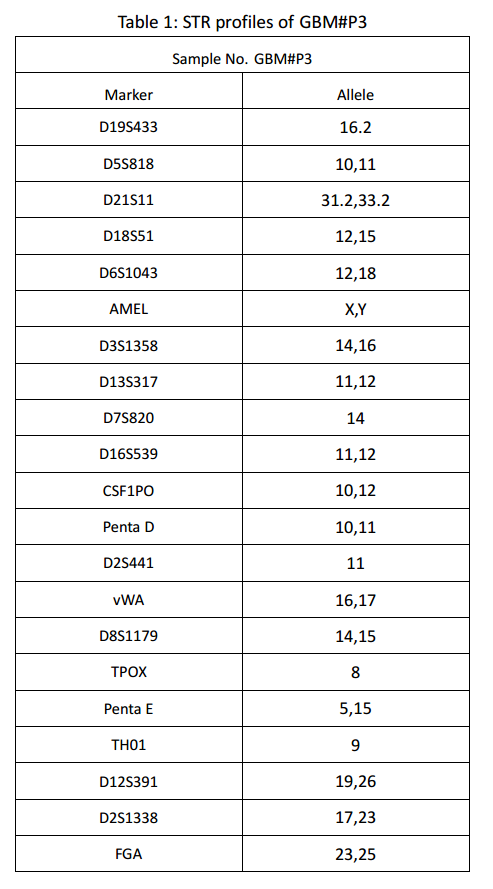 Table 1: STR profiles of GBM#P3
Sample No. GBM#P3
Marker Allele
D19S433 16.2
D5S818 10,11
D21S11 31.2,33.2
D18S51 12,15
D6S1043 12,18
AMEL X,Y
D3S1358 14,16
D13S317 11,12
D7S820 14
D16S539 11,12
CSF1PO 10,12
Penta D 10,11
D2S441 11
vWA 16,17
D8S1179 14,15
TPOX 8
Penta E 5,15
TH01 9
D12S391 19,26
D2S1338 17,23
FGA 23,25